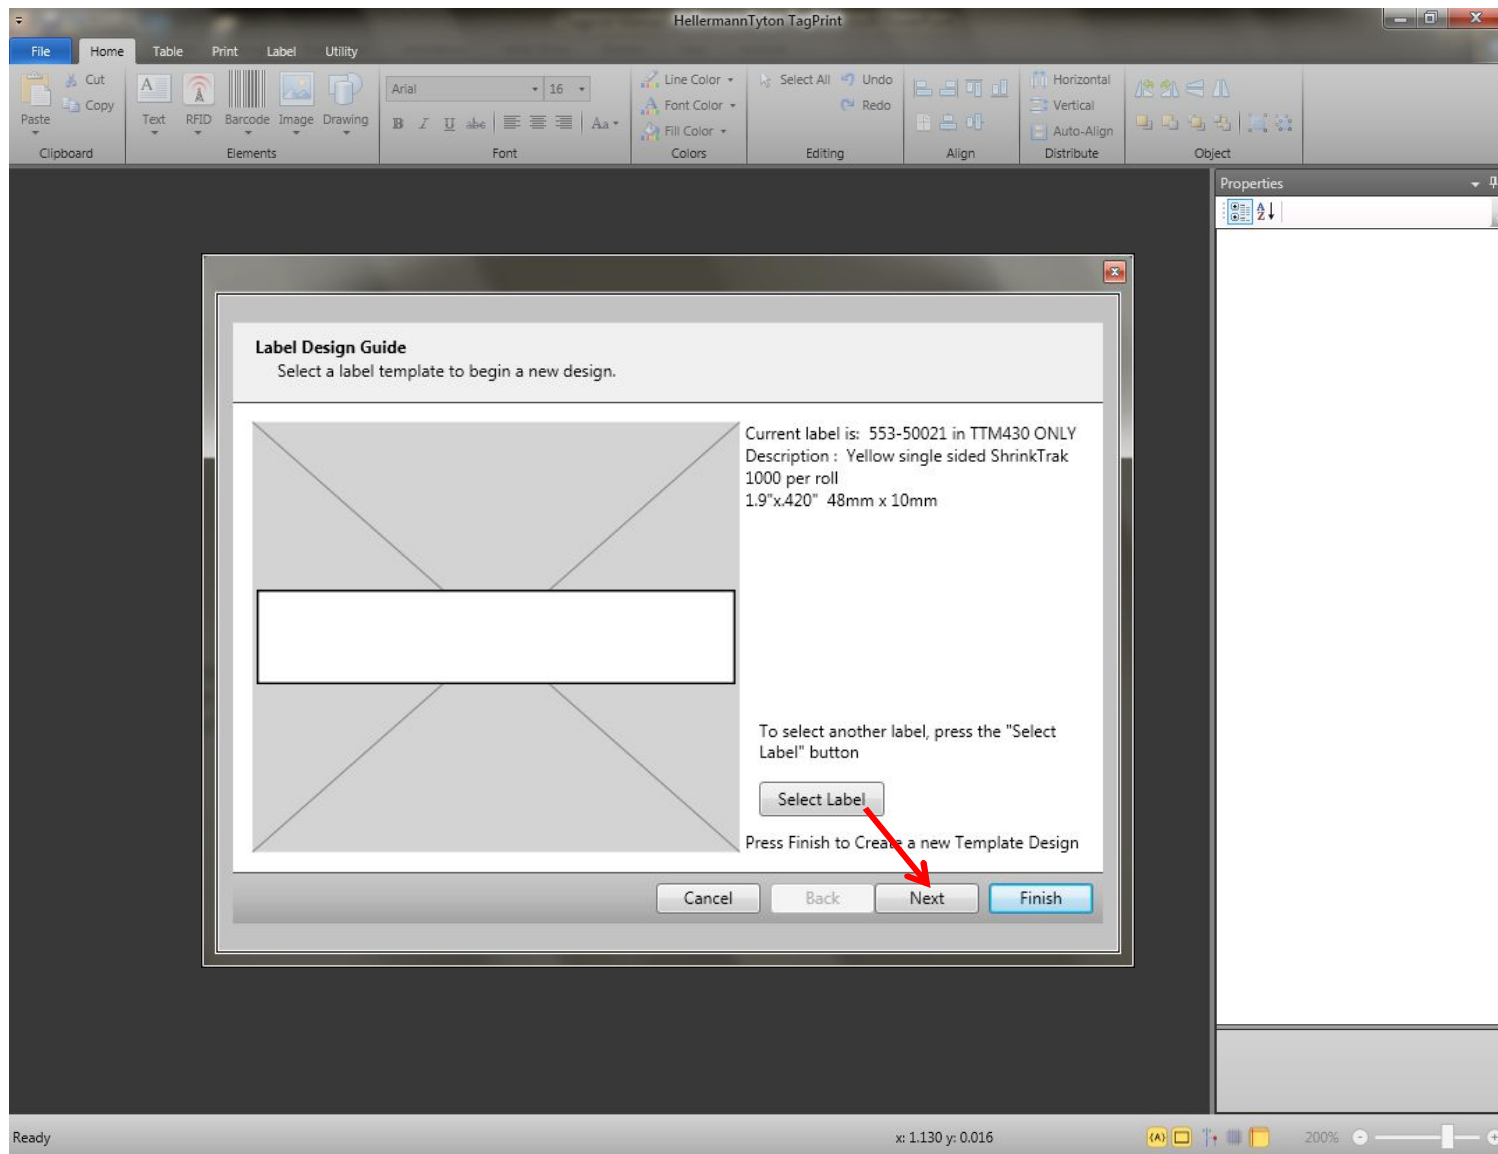 HellermannTyton TagPrint
File Home Table Print Label Utility
Cut
Copy
Paste
Clipboard
Text RFID Barcode Image Drawing
Elements
Arial 16
B I U abc Aa
Font
Line Color
Font Color
Fill Color
Colors
Select All Undo
Redo
Editing
Align
Horizontal
Vertical
Auto-Align
Distribute
Object
Properties
Label Design Guide
Select a label template to begin a new design.
Current label is: 553-50021 in TTM430 ONLY
Description : Yellow single sided ShrinkTrak
1000 per roll
1.9"x.420" 48mm x 10mm
To select another label, press the "Select
Label" button
Select Label
Press Finish to Create a new Template Design
Cancel Back Next Finish
Ready x: 1.130 y: 0.016 200%